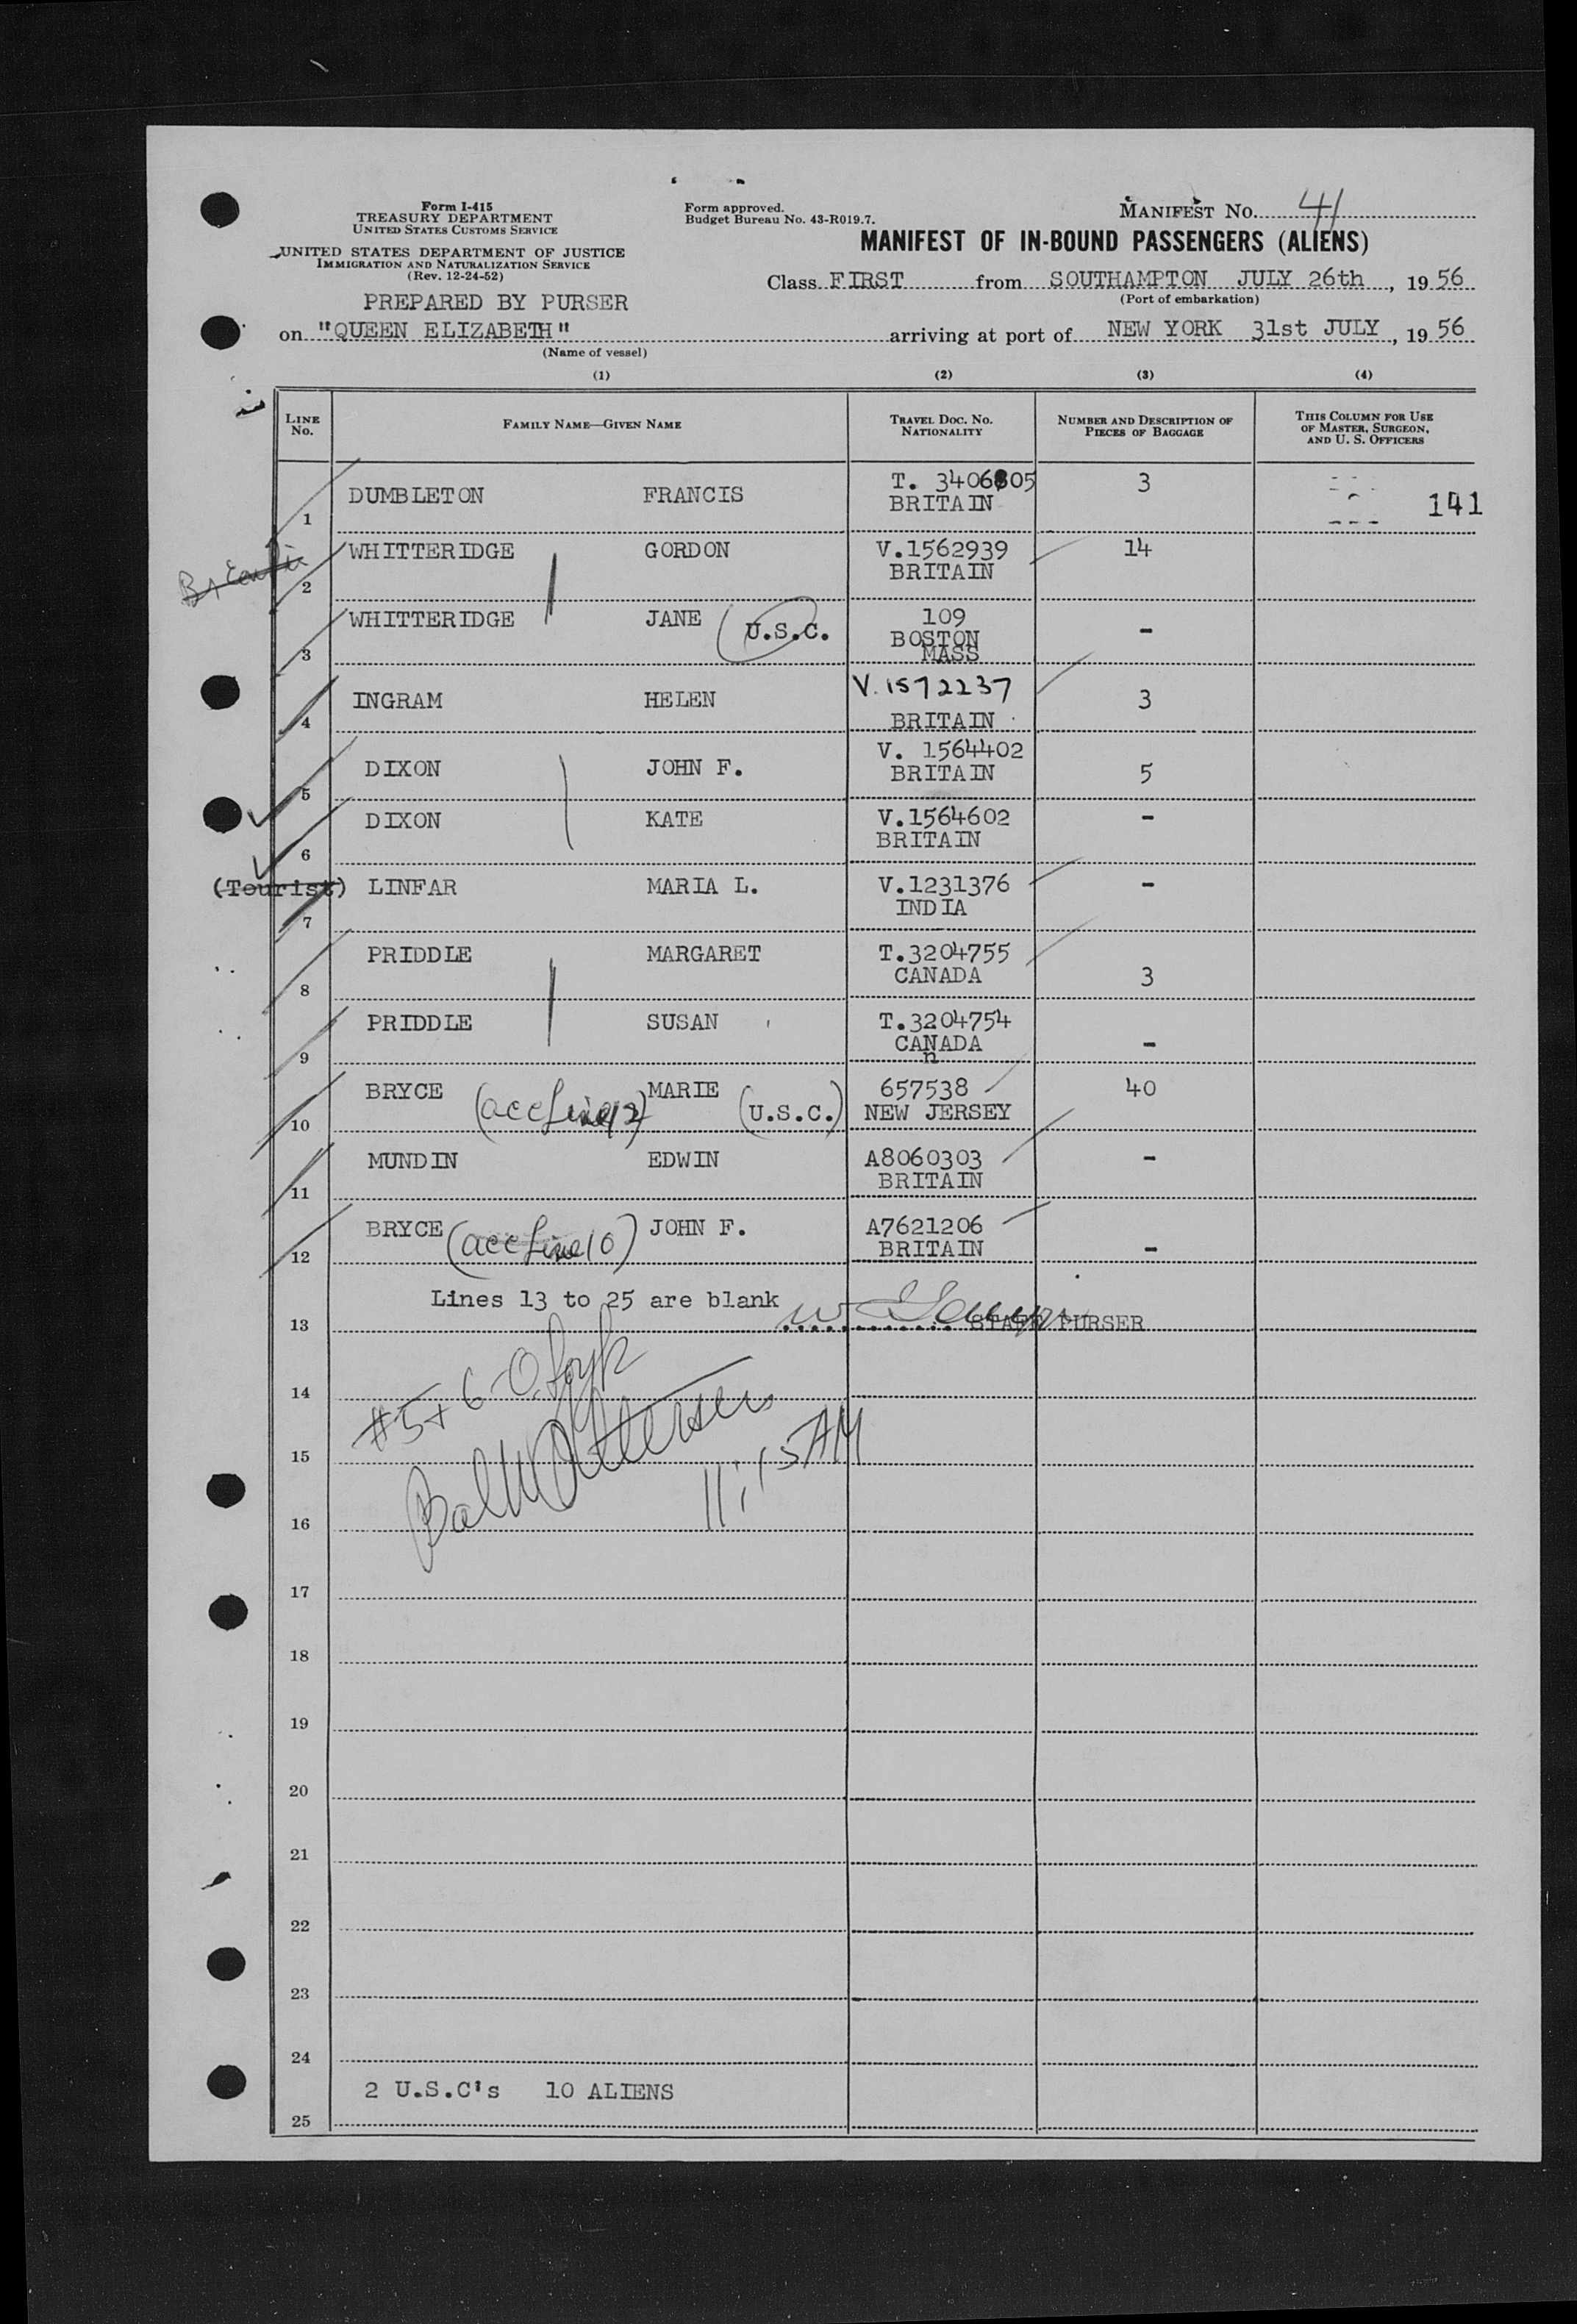 Form I-415
TREASURY DEPARTMENT
UNITED STATES CUSTOMS SERVICE
UNITED STATES DEPARTMENT OF JUSTICE
IMMIGRATION AND NATURALIZATION SERVICE
(Rev. 12-24-52)
PREPARED BY PURSER
on "QUEEN ELIZABETH"
(Name of vessel)
Form approved.
Budget Bureau No. 43-R019.7.
MANIFEST No. 41
MANIFEST OF IN-BOUND PASSENGERS (ALIENS)
Class FIRST from SOUTHAMPTON JULY 26th, 19 56
(Port of embarkation)
arriving at port of NEW YORK 31st JULY, 19 56
(1) (2) (3) (4)
LINE No. FAMILY NAME—GIVEN NAME TRAVEL DOC. NO. NATIONALITY NUMBER AND DESCRIPTION OF PIECES OF BAGGAGE THIS COLUMN FOR USE OF MASTER, SURGEON, AND U. S. OFFICERS
1 DUMBLETON FRANCIS T. 3406805 BRITAIN 3 141
2 WHITTERIDGE GORDON V.1562939 BRITAIN 14
3 WHITTERIDGE JANE U.S.C. 109 BOSTON MASS -
4 INGRAM HELEN V.1572237 BRITAIN 3
5 DIXON JOHN F. V. 1564402 BRITAIN 5
6 DIXON KATE V.1564602 BRITAIN -
(Tourist) 7 LINFAR MARIA L. V.1231376 INDIA -
8 PRIDDLE MARGARET T.3204755 CANADA 3
9 PRIDDLE SUSAN T.3204754 CANADA -
n
10 BRYCE (acc Line 12) MARIE (U.S.C.) 657538 NEW JERSEY 40
11 MUNDIN EDWIN A8060303 BRITAIN -
12 BRYCE (acc Line 10) JOHN F. A7621206 BRITAIN -
Lines 13 to 25 are blank
13 STAFF PURSER
14 #5+6
15 11:15 AM
16
17
18
19
20
21
22
23
24
2 U.S.C's 10 ALIENS
25